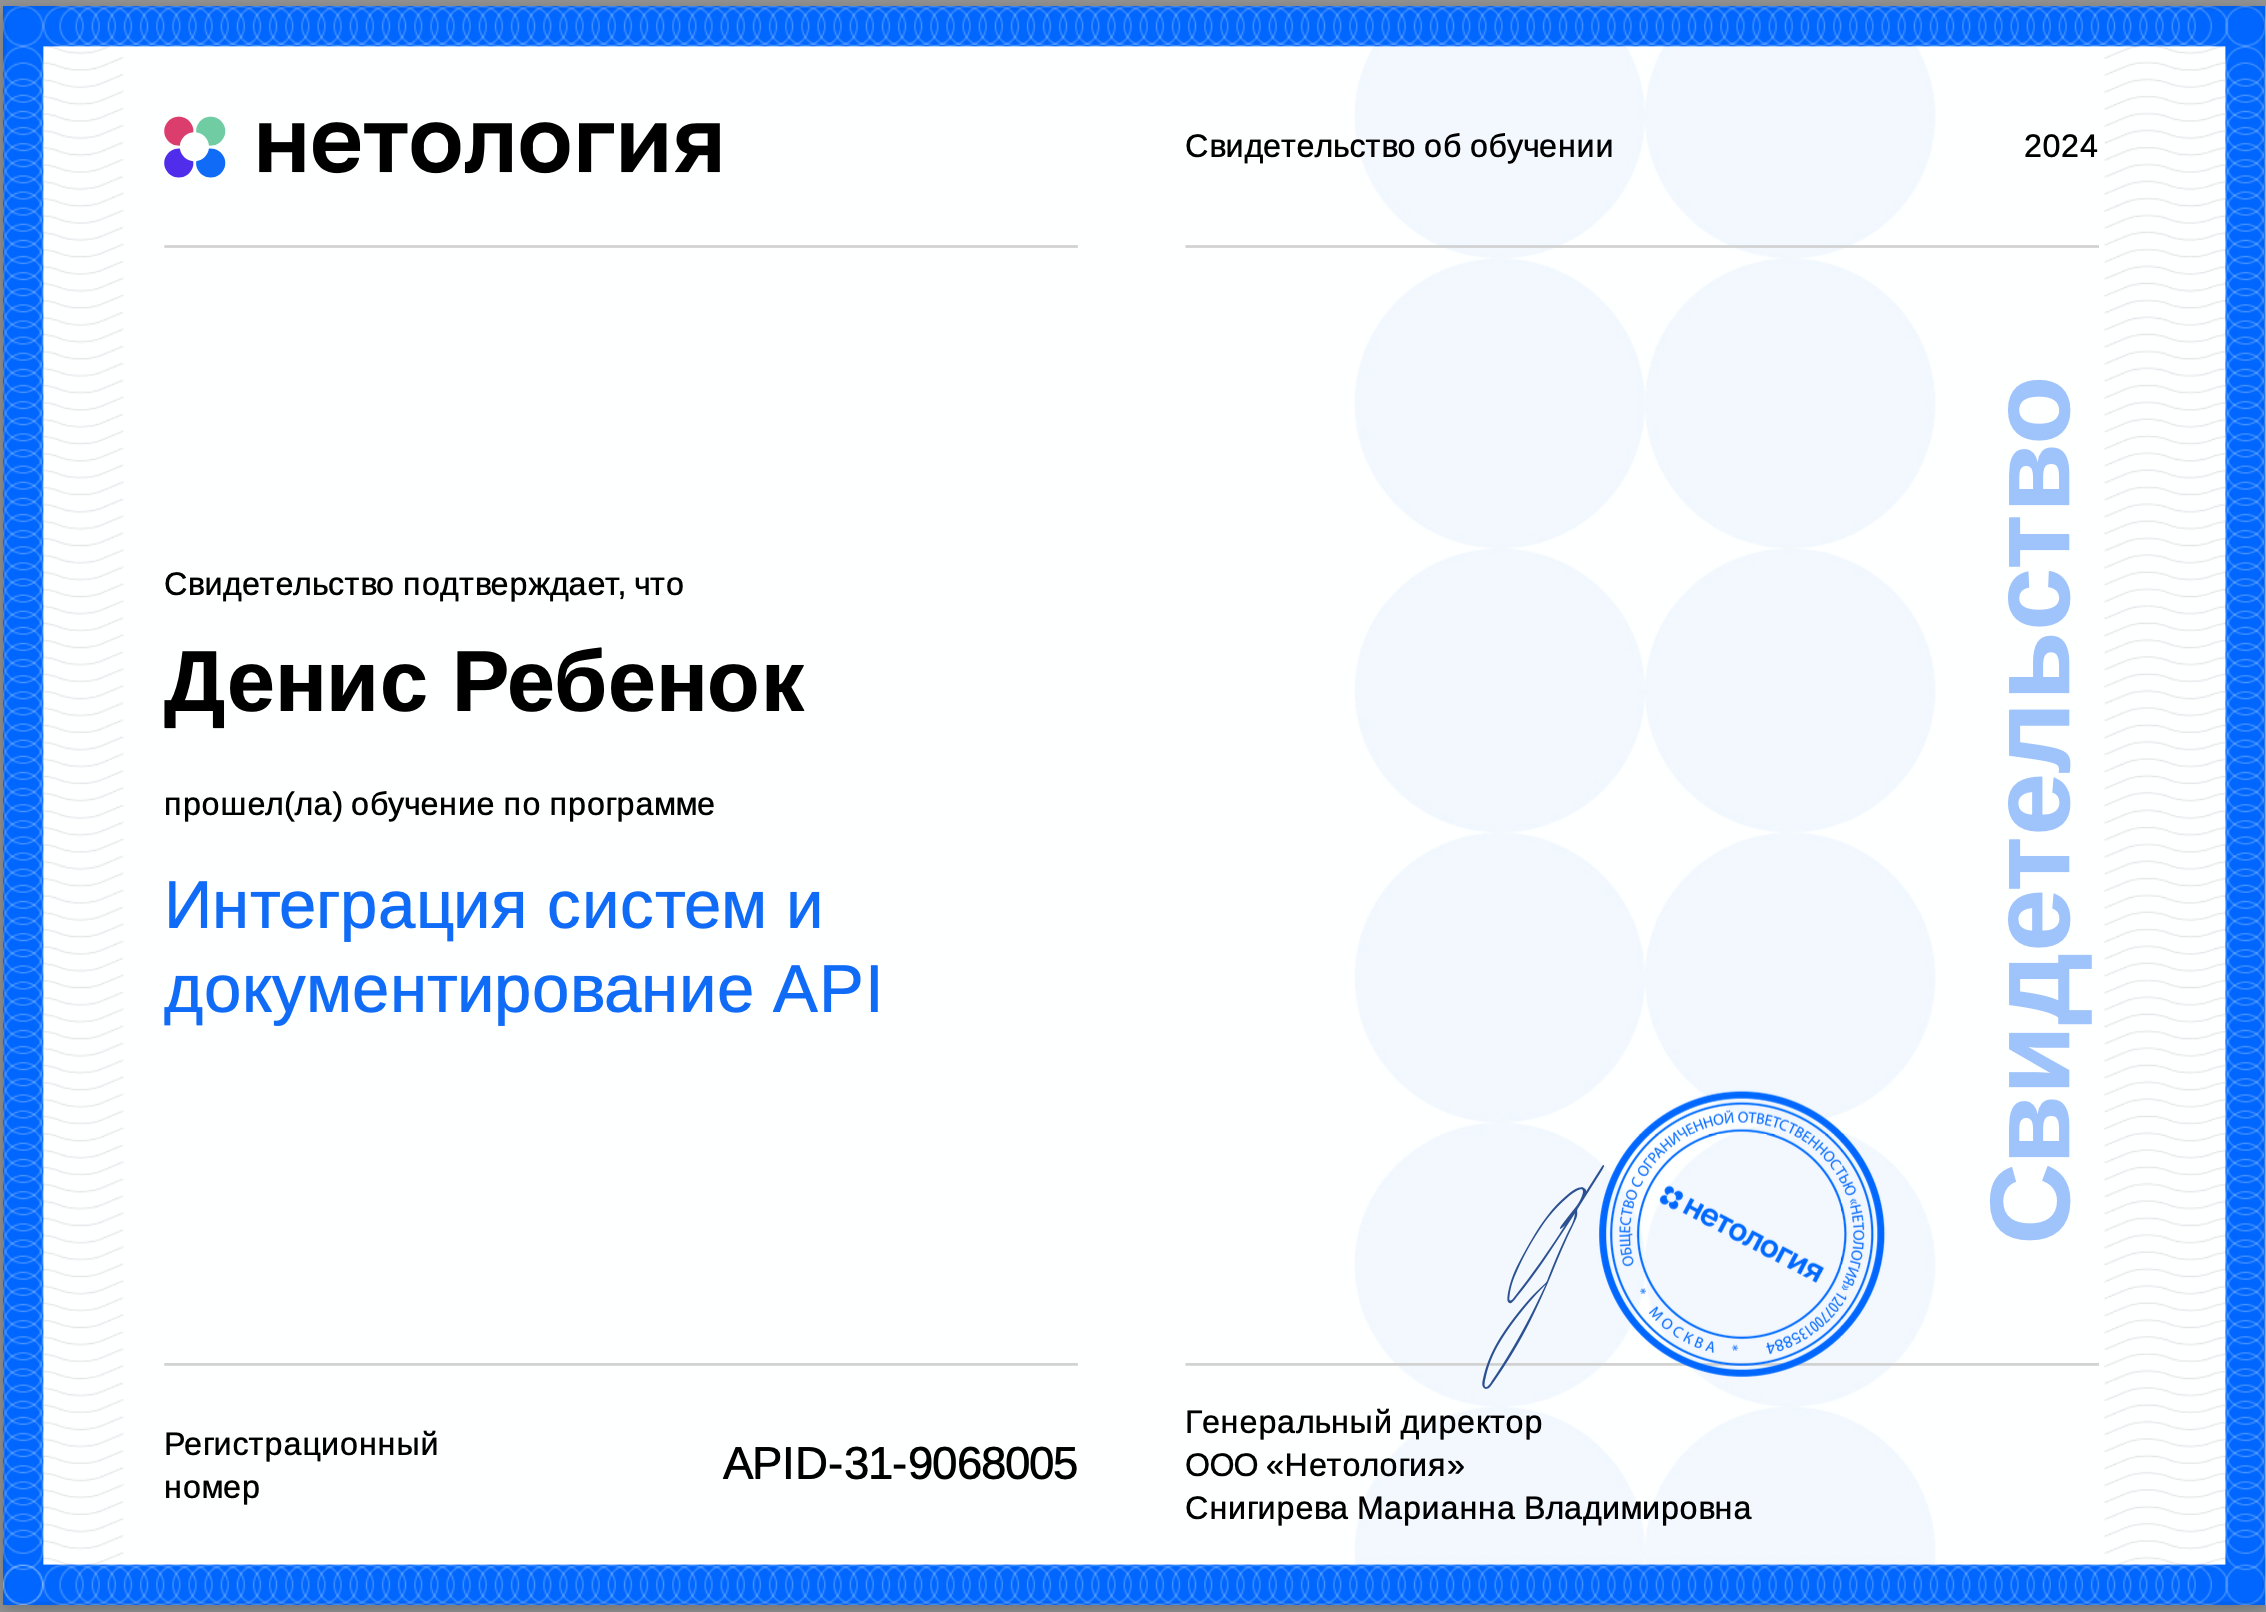 нетология
Свидетельство об обучении
2024
Свидетельство подтверждает, что
Денис Ребенок
прошел(ла) обучение по программе
Интеграция систем и
документирование API
Свидетельство
ОБЩЕСТВО С ОГРАНИЧЕННОЙ ОТВЕТСТВЕННОСТЬЮ «НЕТОЛОГИЯ» 1207700135884
* МОСКВА *
нетология
Регистрационный
номер
APID-31-9068005
Генеральный директор
ООО «Нетология»
Снигирева Марианна Владимировна